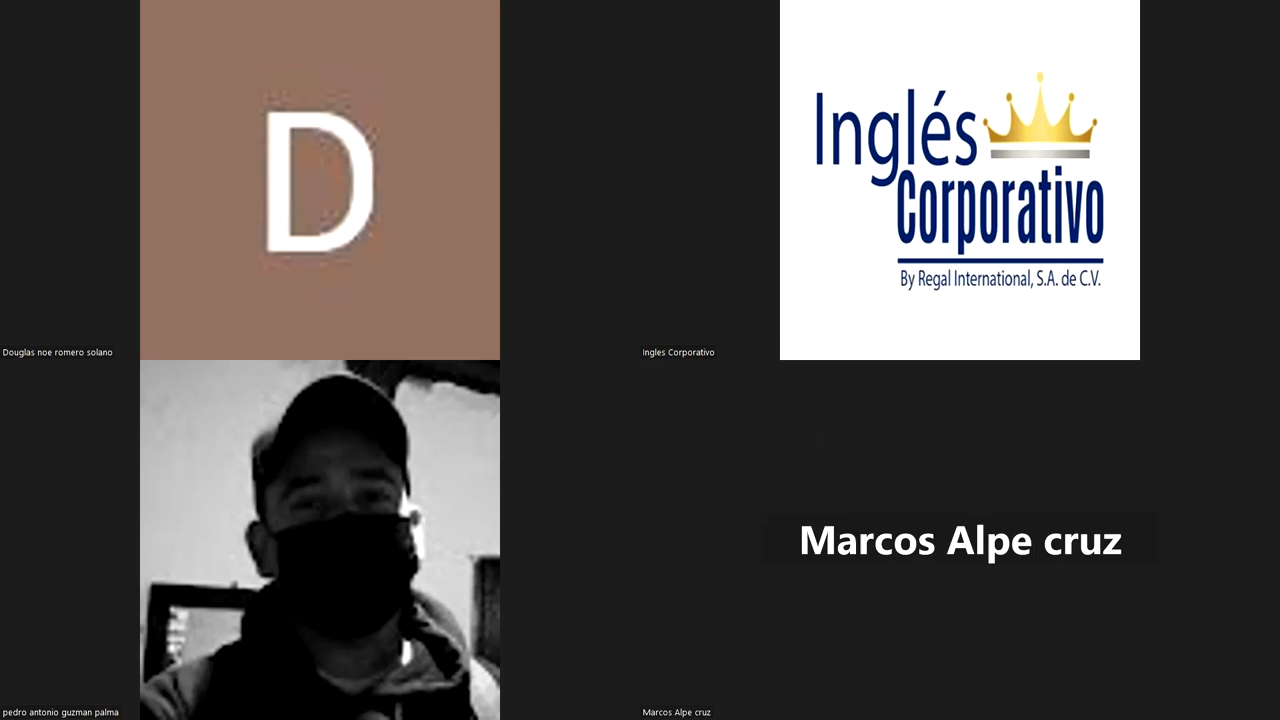 D
Inglés
Corporativo
By Regal International, S.A. de C.V.
Douglas noe romero solano
Ingles Corporativo
Marcos Alpe cruz
pedro antonio guzman palma
Marcos Alpe cruz